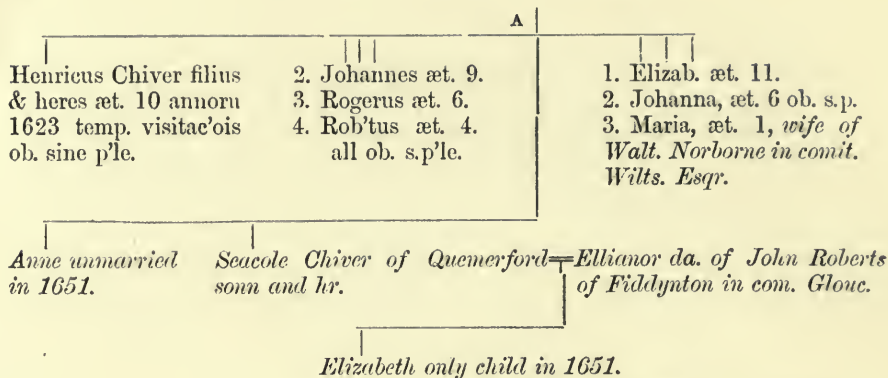 A
Henricus Chiver filius
& heres æt. 10 annorū
1623 temp. visitac'ois
ob. sine p'le.
2. Johannes æt. 9.
3. Rogerus æt. 6.
4. Rob'tus æt. 4.
all ob. s.p'le.
1. Elizab. æt. 11.
2. Johanna, æt. 6 ob. s.p.
3. Maria, æt. 1, wife of
Walt. Norborne in comit.
Wilts. Esqr.
Anne unmarried
in 1651.
Seacole Chiver of Quemerford
sonn and hr.
Ellianor da. of John Roberts
of Fiddynton in com. Glouc.
Elizabeth only child in 1651.